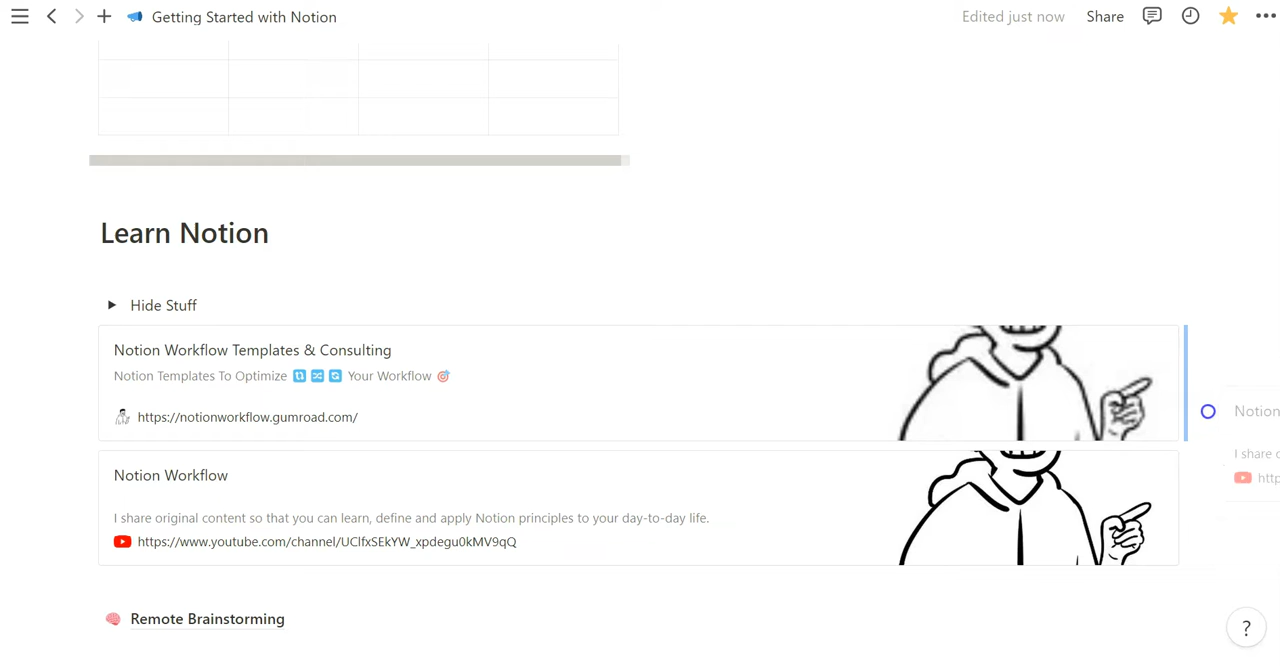 Getting Started with Notion
Edited just now
Share
Learn Notion
Hide Stuff
Notion Workflow Templates & Consulting
Notion Templates To Optimize Your Workflow
https://notionworkflow.gumroad.com/
Notion
I share
Notion Workflow
I share original content so that you can learn, define and apply Notion principles to your day-to-day life.
https://www.youtube.com/channel/UClfxSEkYW_xpdegu0kMV9qQ
Remote Brainstorming
?